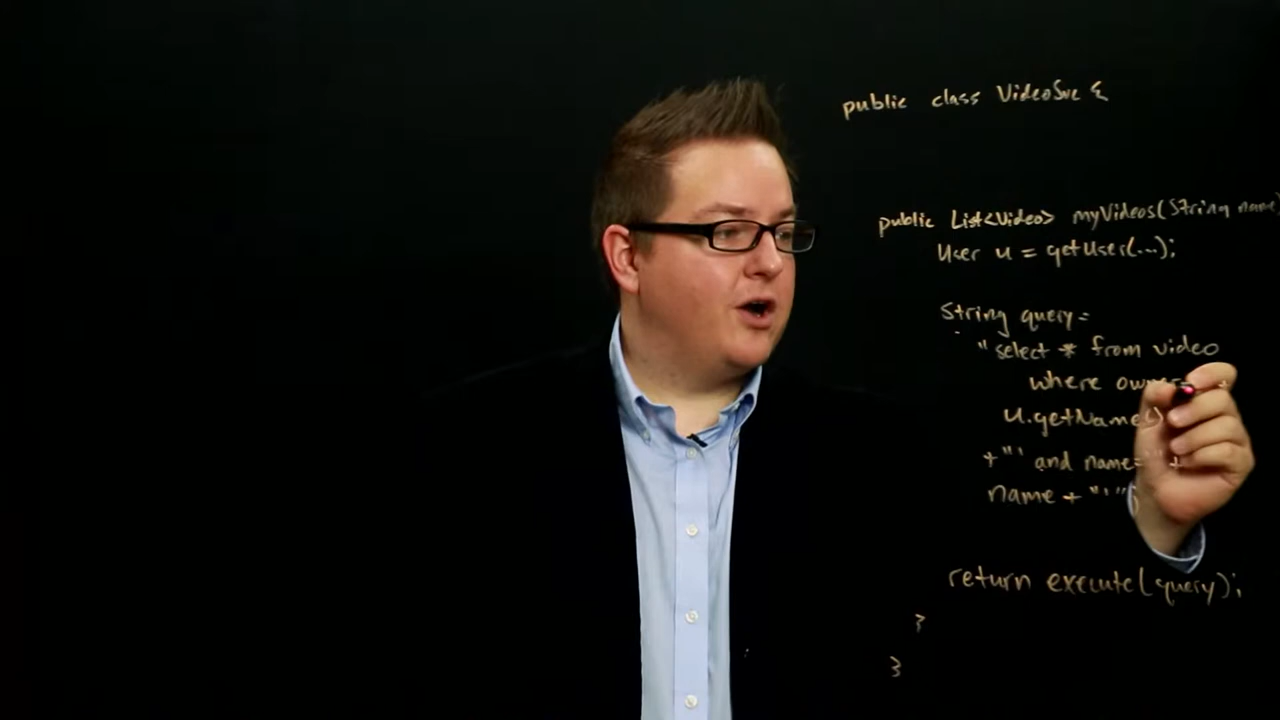 public class VideoSvc {
public List<Video> myVideos(String name
User u = getUser(...);
String query=
"select * from video
where owner=
u.getName()
+"' and name='" +
name + "'"
return execute(query);
}
}